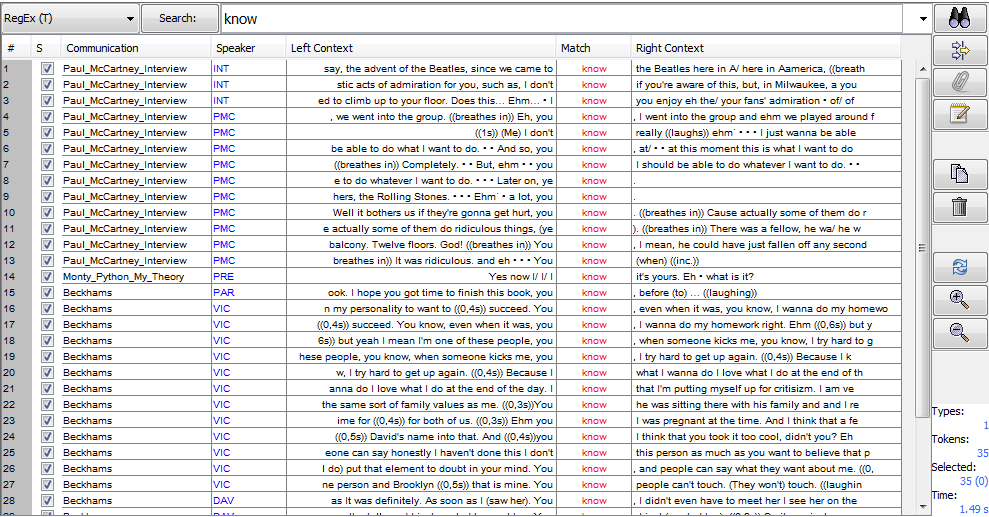 RegEx (T) Search: know
# S Communication Speaker Left Context Match Right Context
1 Paul_McCartney_Interview INT say, the advent of the Beatles, since we came to know the Beatles here in A/ here in Aamerica, ((breath
2 Paul_McCartney_Interview INT stic acts of admiration for you, such as, I don't know if you're aware of this, but, in Milwaukee, a you
3 Paul_McCartney_Interview INT ed to climb up to your floor. Does this... Ehm... • I know you enjoy eh the/ your fans' admiration • of/ of
4 Paul_McCartney_Interview PMC , we went into the group. ((breathes in)) Eh, you know , I went into the group and ehm we played around f
5 Paul_McCartney_Interview PMC ((1s)) (Me) I don't know really ((laughs) ehm˙ • • • I just wanna be able
6 Paul_McCartney_Interview PMC be able to do what I want to do. • • And so, you know , at/ • • at this moment this is what I want to do
7 Paul_McCartney_Interview PMC ((breathes in)) Completely. • • But, ehm • • you know I should be able to do whatever I want to do. • •
8 Paul_McCartney_Interview PMC e to do whatever I want to do. • • • Later on, ye know .
9 Paul_McCartney_Interview PMC hers, the Rolling Stones. • • • Ehm˙ • a lot, you know .
10 Paul_McCartney_Interview PMC Well it bothers us if they're gonna get hurt, you know . ((breathes in)) Cause actually some of them do r
11 Paul_McCartney_Interview PMC e actually some of them do ridiculous things, (ye know ). ((breathes in)) There was a fellow, he wa/ he w
12 Paul_McCartney_Interview PMC balcony. Twelve floors. God! ((breathes in)) You know , I mean, he could have just fallen off any second
13 Paul_McCartney_Interview PMC breathes in)) It was ridiculous. and eh • • • You know (when) ((inc.))
14 Monty_Python_My_Theory PRE Yes now I/ I/ I know it's yours. Eh • what is it?
15 Beckhams PAR ook. I hope you got time to finish this book, you know , before (to) ... ((laughing))
16 Beckhams VIC n my personality to want to ((0,4s)) succeed. You know , even when it was, you know, I wanna do my homewo
17 Beckhams VIC ((0,4s)) succeed. You know, even when it was, you know , I wanna do my homework right. Ehm ((0,6s)) but y
18 Beckhams VIC 6s)) but yeah I mean I'm one of these people, you know , when someone kicks me, you know, I try hard to g
19 Beckhams VIC hese people, you know, when someone kicks me, you know , I try hard to get up again. ((0,4s)) Because I k
20 Beckhams VIC w, I try hard to get up again. ((0,4s)) Because I know what I wanna do I love what I do at the end of th
21 Beckhams VIC anna do I love what I do at the end of the day. I know that I'm putting myself up for critisizm. I am ve
22 Beckhams VIC the same sort of family values as me. ((0,3s))You know he was sitting there with his family and and I re
23 Beckhams VIC ime for ((0,4s)) for both of us. ((0,3s)) Ehm you know I was pregnant at the time. And I think that a fe
24 Beckhams VIC ((0,5s)) David's name into that. And ((0,4s))you know I think that you took it too cool, didn't you? Eh
25 Beckhams VIC eone can say honestly I haven't done this I don't know this person as much as you want to believe that p
26 Beckhams VIC I do) put that element to doubt in your mind. You know , and people can say what they want about me. ((0,
27 Beckhams VIC ne person and Brooklyn ((0,5s)) that is mine. You know people can't touch. (They won't) touch. ((laughin
28 Beckhams DAV as It was definitely. As soon as I (saw her). You know , I didn't even have to meet her I see her on the
Types:
1
Tokens:
35
Selected:
35 (0)
Time:
1.49 s